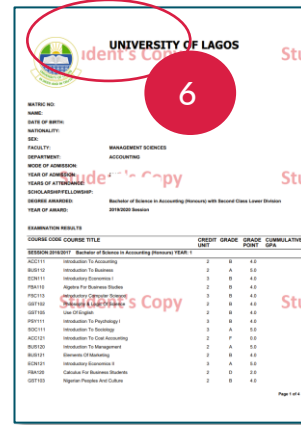 UNIVERSITY OF LAGOS
Student's Copy
6
MATRIC NO:
NAME:
DATE OF BIRTH:
NATIONALITY:
SEX:
FACULTY: MANAGEMENT SCIENCES
DEPARTMENT: ACCOUNTING
MODE OF ADMISSION:
YEAR OF ADMISSION:
YEARS OF ATTENDANCE:
SCHOLARSHIP/FELLOWSHIP:
DEGREE AWARDED: Bachelor of Science in Accounting (Honours) with Second Class Lower Division
YEAR OF AWARD: 2019/2020 Session
EXAMINATION RESULTS
COURSE CODE COURSE TITLE CREDIT UNIT GRADE GRADE POINT CUMMULATIVE GPA
SESSION:2016/2017 Bachelor of Science in Accounting (Honours) YEAR: 1
ACC111 Introduction To Accounting 2 B 4.0
BUS112 Introduction To Business 2 A 5.0
ECN111 Introductory Economics I 3 B 4.0
FBA110 Algebra For Business Studies 2 B 4.0
FSC113 Introductory Computer Science 3 B 4.0
GST102 Philosophy & Logic Of Science 2 B 4.0
GST105 Use Of English 2 B 4.0
PSY111 Introduction To Psychology I 3 B 4.0
SOC111 Introduction To Sociology 3 A 5.0
ACC121 Introduction To Cost Accounting 2 F 0.0
BUS120 Introduction To Management 2 A 5.0
BUS121 Elements Of Marketing 2 B 4.0
ECN121 Introductory Economics II 3 A 5.0
FBA120 Calculus For Business Students 2 D 2.0
GST103 Nigerian Peoples And Culture 2 B 4.0
Page 1 of 4